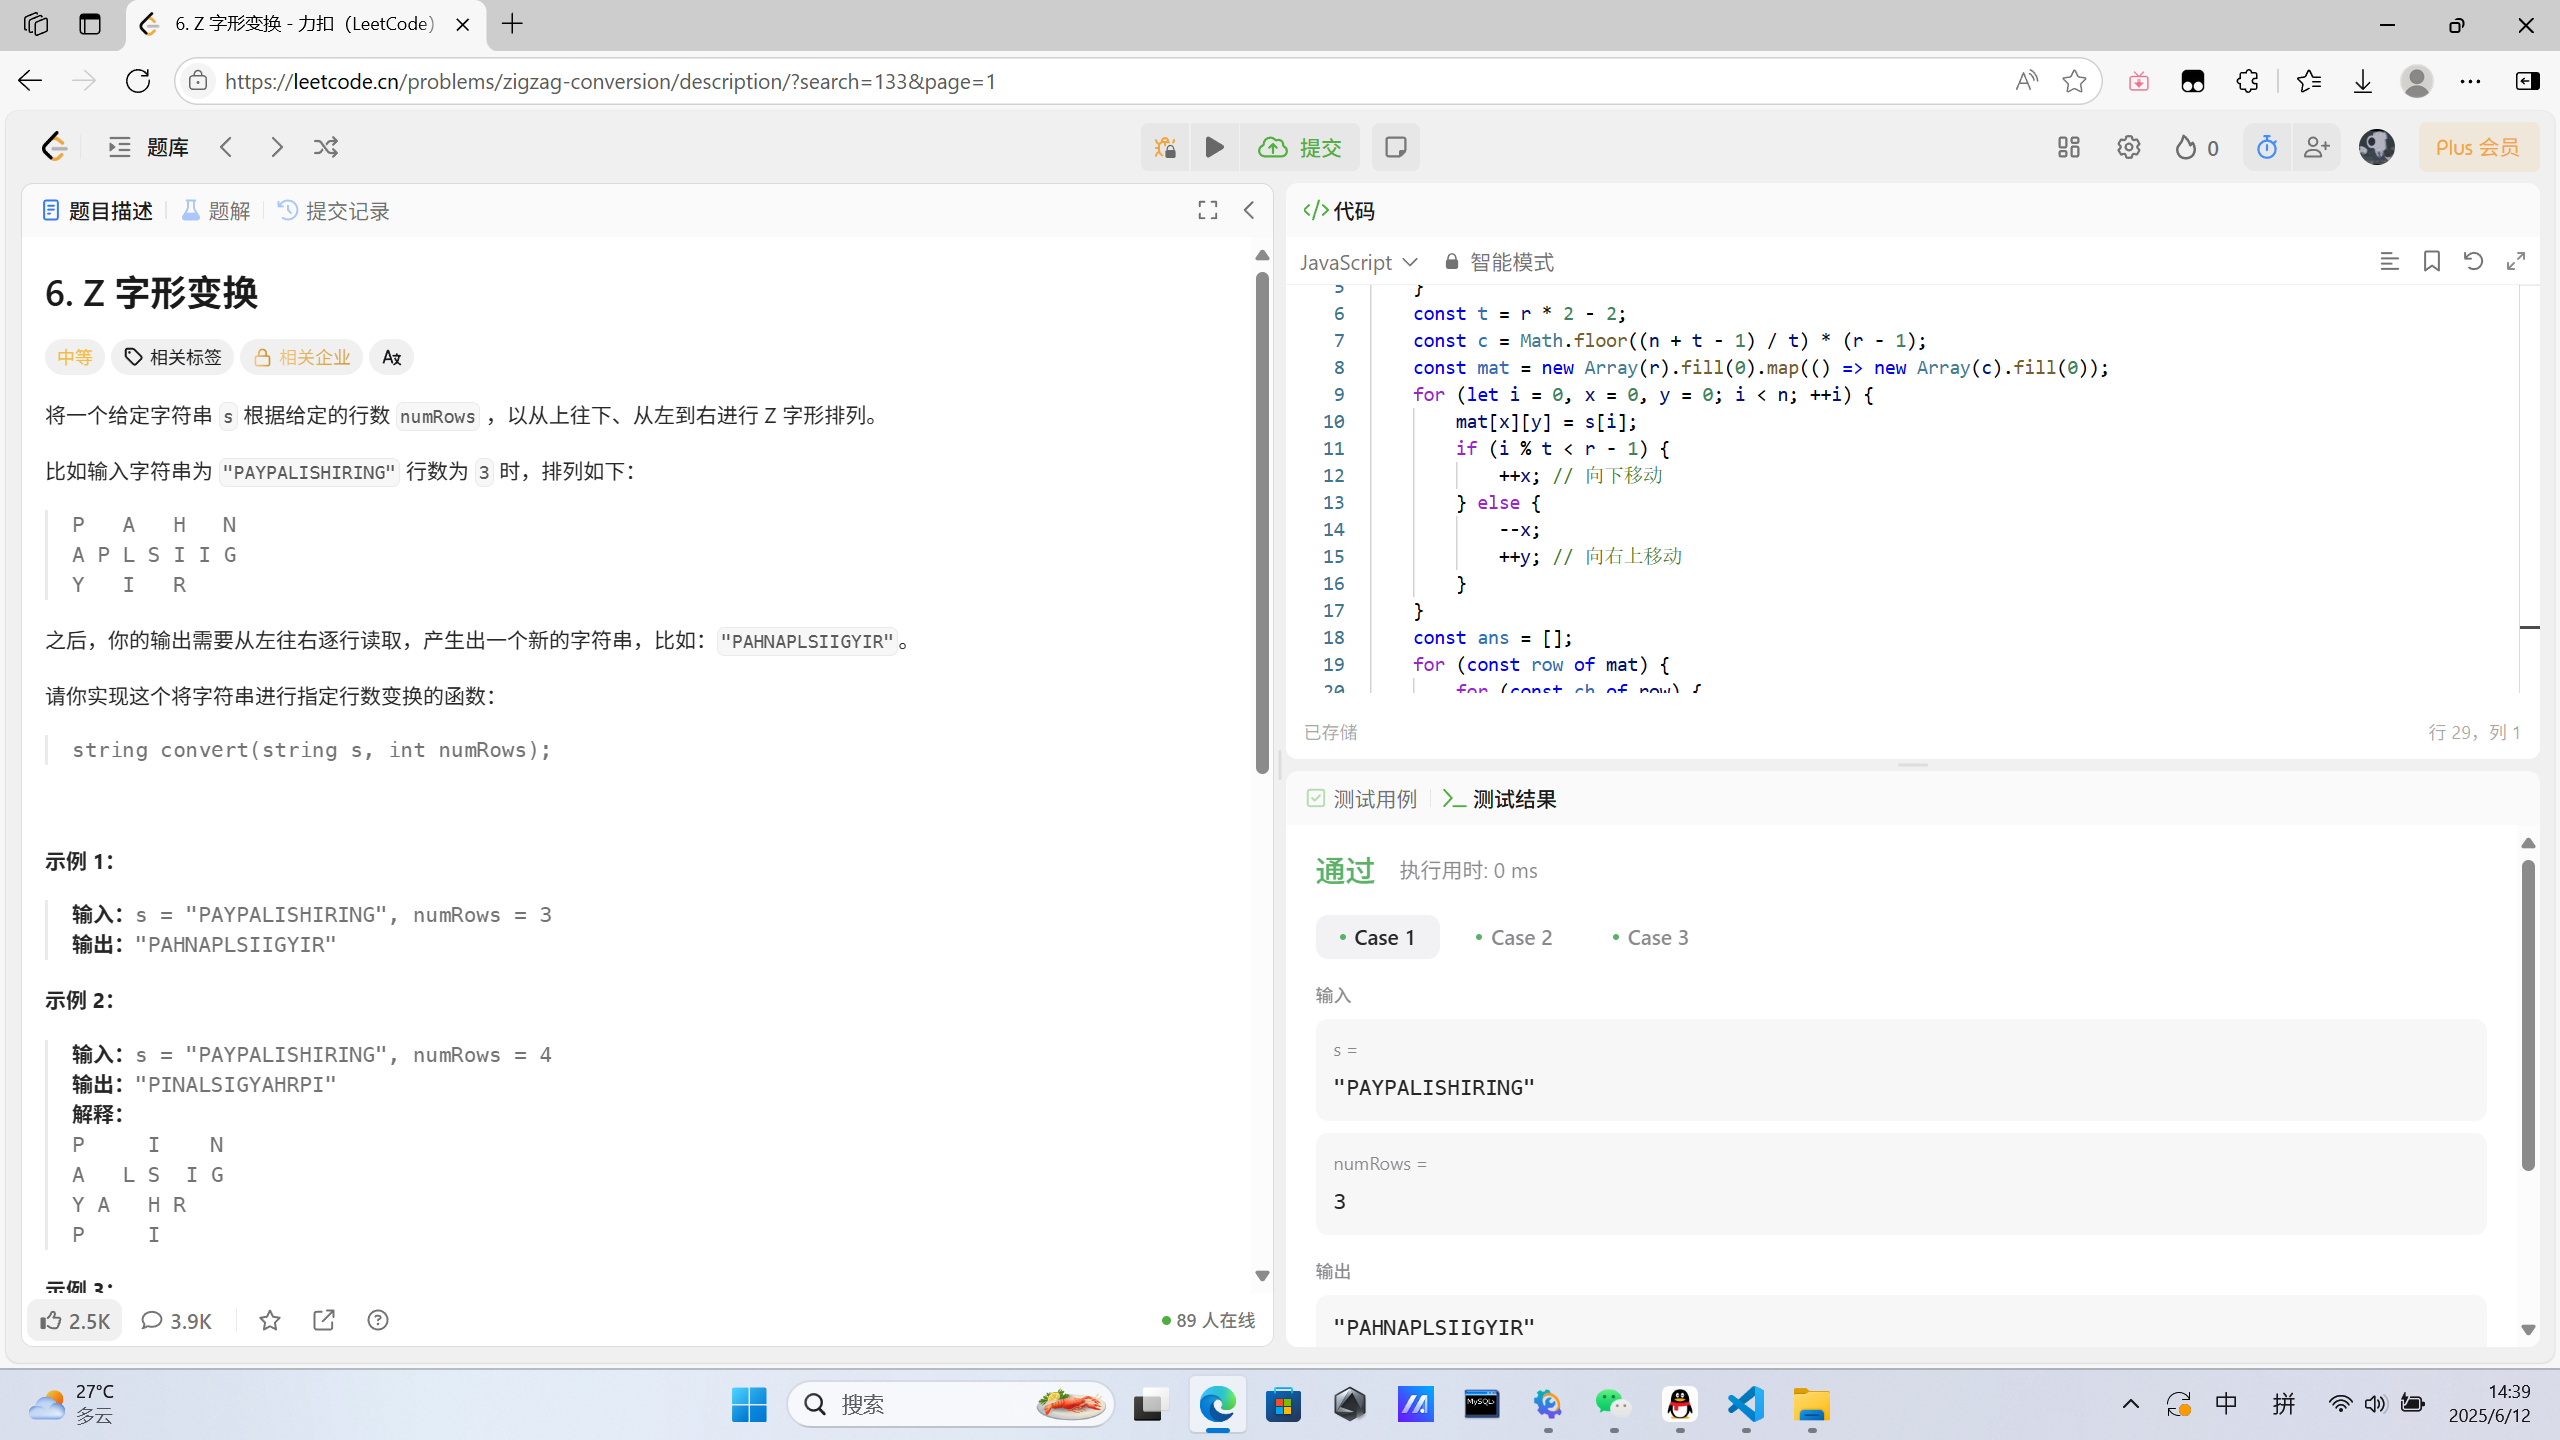 6. Z 字形变换 - 力扣（LeetCode）
https://leetcode.cn/problems/zigzag-conversion/description/?search=133&page=1
题库
提交
0
Plus 会员
题目描述
题解
提交记录
6. Z 字形变换
中等
相关标签
相关企业
将一个给定字符串 s 根据给定的行数 numRows ，以从上往下、从左到右进行 Z 字形排列。
比如输入字符串为 "PAYPALISHIRING" 行数为 3 时，排列如下：
P   A   H   N
A P L S I I G
Y   I   R
之后，你的输出需要从左往右逐行读取，产生出一个新的字符串，比如："PAHNAPLSIIGYIR"。
请你实现这个将字符串进行指定行数变换的函数：
string convert(string s, int numRows);
示例 1：
输入：s = "PAYPALISHIRING", numRows = 3
输出："PAHNAPLSIIGYIR"
示例 2：
输入：s = "PAYPALISHIRING", numRows = 4
输出："PINALSIGYAHRPI"
解释：
P     I    N
A   L S  I G
Y A   H R
P     I
示例 3：
2.5K
3.9K
89 人在线
代码
JavaScript
智能模式
5 }
6 const t = r * 2 - 2;
7 const c = Math.floor((n + t - 1) / t) * (r - 1);
8 const mat = new Array(r).fill(0).map(() => new Array(c).fill(0));
9 for (let i = 0, x = 0, y = 0; i < n; ++i) {
10 mat[x][y] = s[i];
11 if (i % t < r - 1) {
12 ++x; // 向下移动
13 } else {
14 --x;
15 ++y; // 向右上移动
16 }
17 }
18 const ans = [];
19 for (const row of mat) {
20 for (const ch of row) {
已存储
行 29，列 1
测试用例
测试结果
通过
执行用时: 0 ms
Case 1
Case 2
Case 3
输入
s =
"PAYPALISHIRING"
numRows =
3
输出
"PAHNAPLSIIGYIR"
27°C
多云
搜索
MySQL
中
拼
14:39
2025/6/12